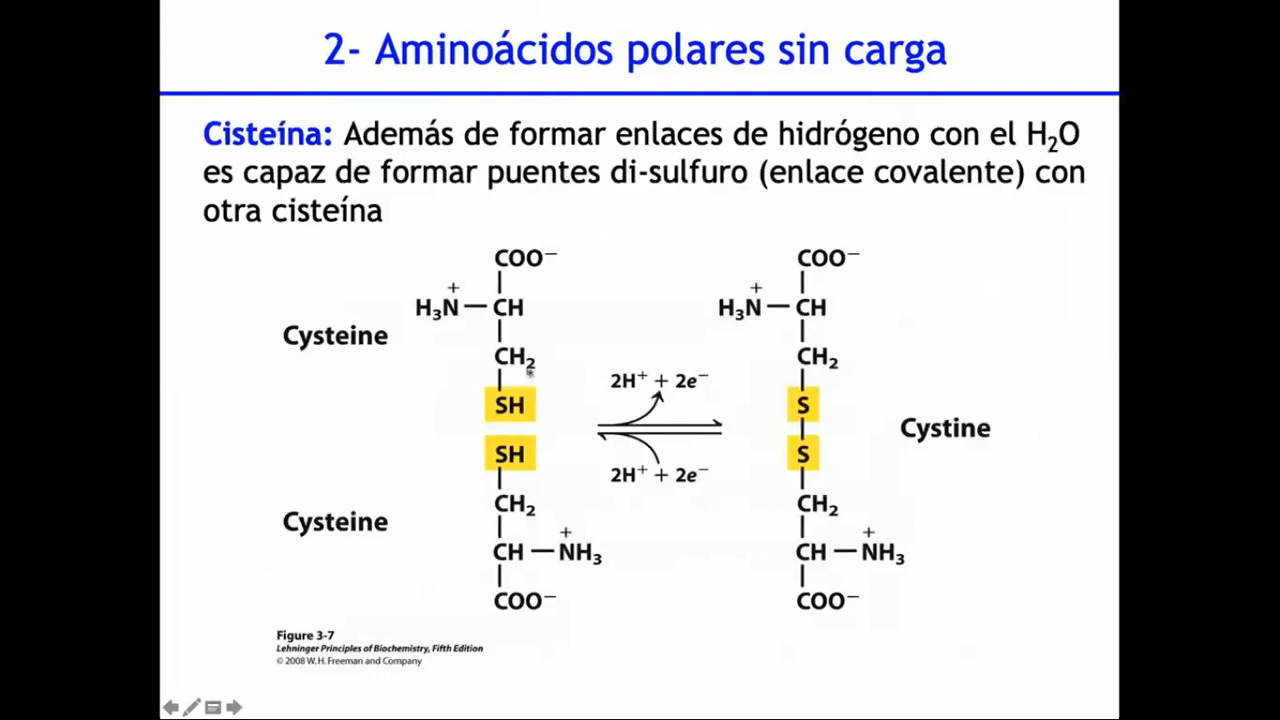 2- Aminoácidos polares sin carga
Cisteína: Además de formar enlaces de hidrógeno con el H₂O
es capaz de formar puentes di-sulfuro (enlace covalente) con
otra cisteína
COO⁻
H₃N⁺—CH
Cysteine
CH₂
SH
SH
CH₂
Cysteine
CH—N⁺H₃
COO⁻
2H⁺ + 2e⁻
2H⁺ + 2e⁻
COO⁻
H₃N⁺—CH
CH₂
S
S
Cystine
CH₂
CH—N⁺H₃
COO⁻
Figure 3-7
Lehninger Principles of Biochemistry, Fifth Edition
© 2008 W. H. Freeman and Company